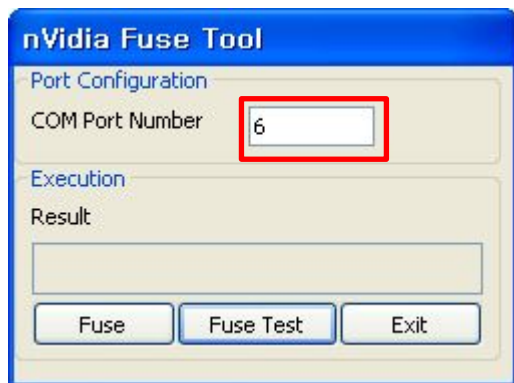 nVidia Fuse Tool
Port Configuration
COM Port Number 6
Execution
Result
Fuse Fuse Test Exit